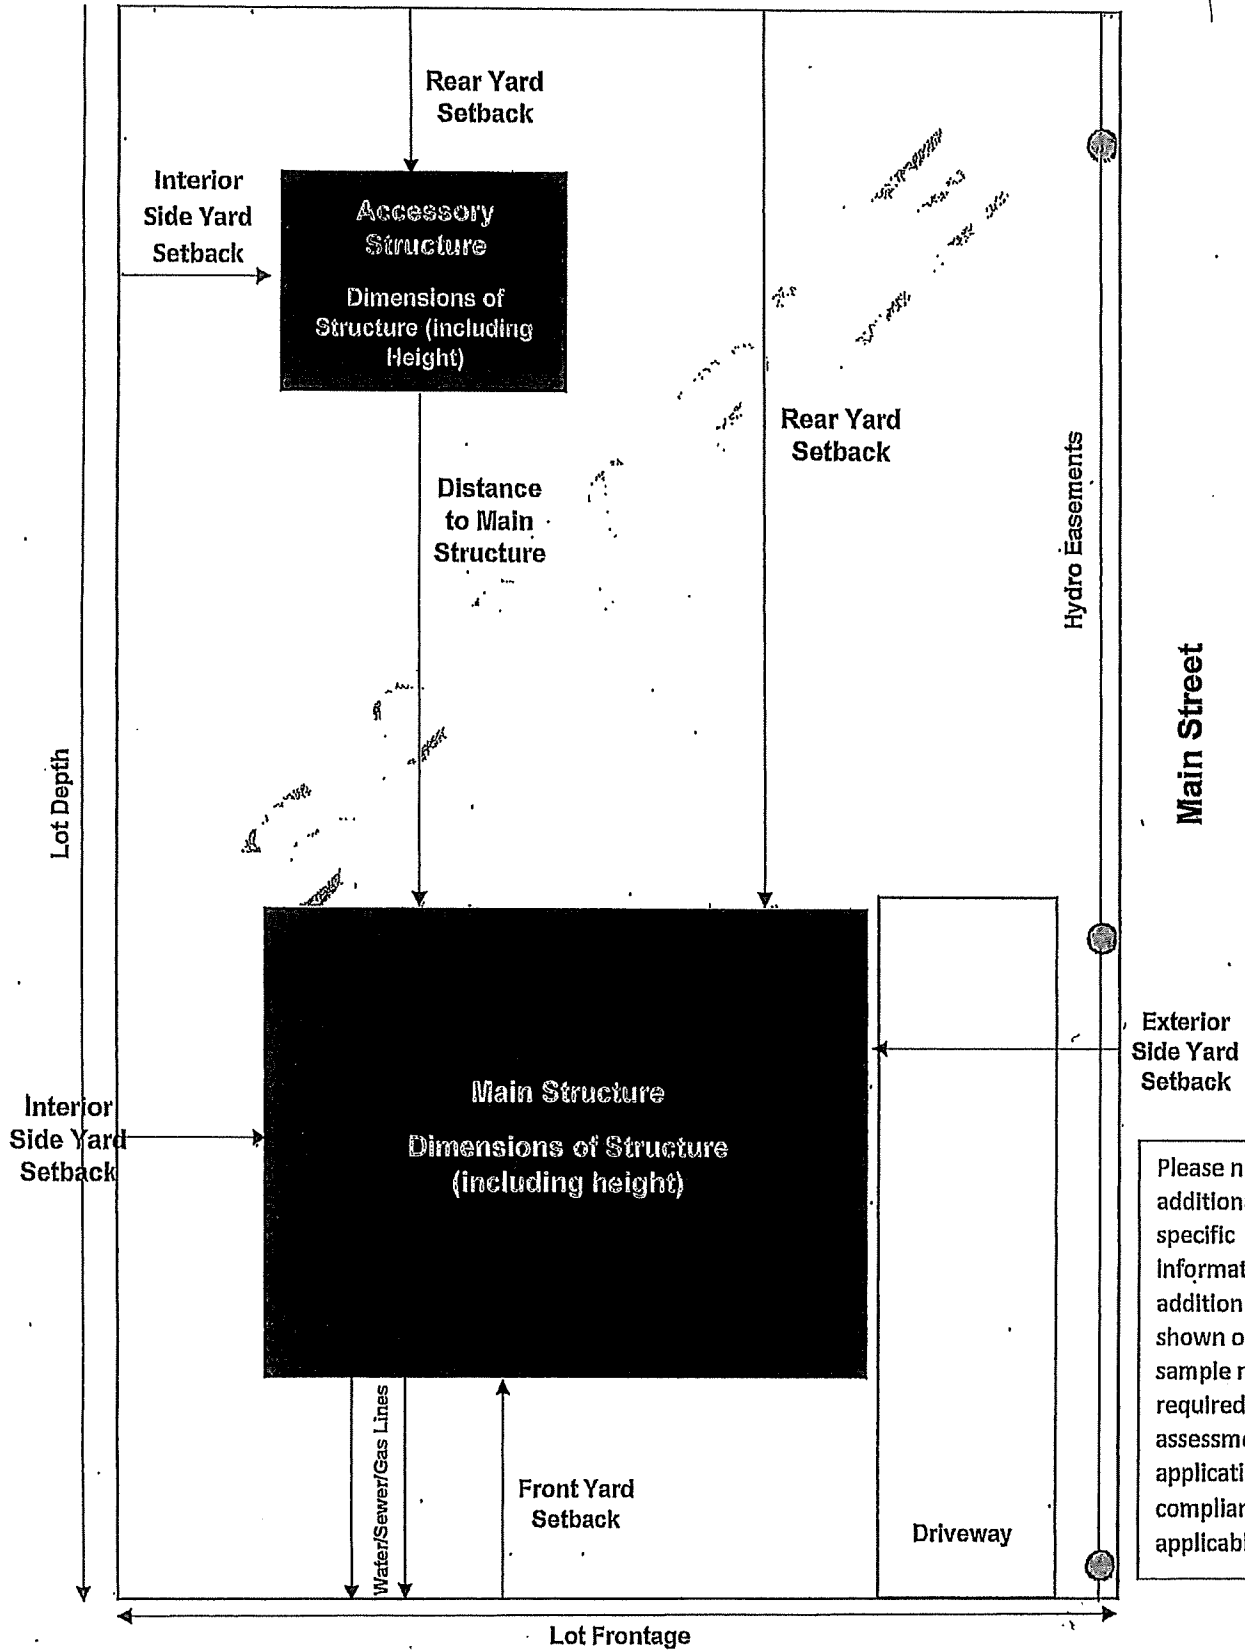 Rear Yard
Setback
Interior
Side Yard
Setback
Accessory
Structure
Dimensions of
Structure (including
Height)
Rear Yard
Setback
Distance
to Main
Structure
Hydro Easements
Main Street
Lot Depth
Exterior
Side Yard
Setback
Main Structure
Dimensions of Structure
(including height)
Interior
Side Yard
Setback
Please n
addition
specific
informat
addition
shown o
sample r
required
assessme
applicati
complian
applicabl
Water/Sewer/Gas Lines
Front Yard
Setback
Driveway
Lot Frontage